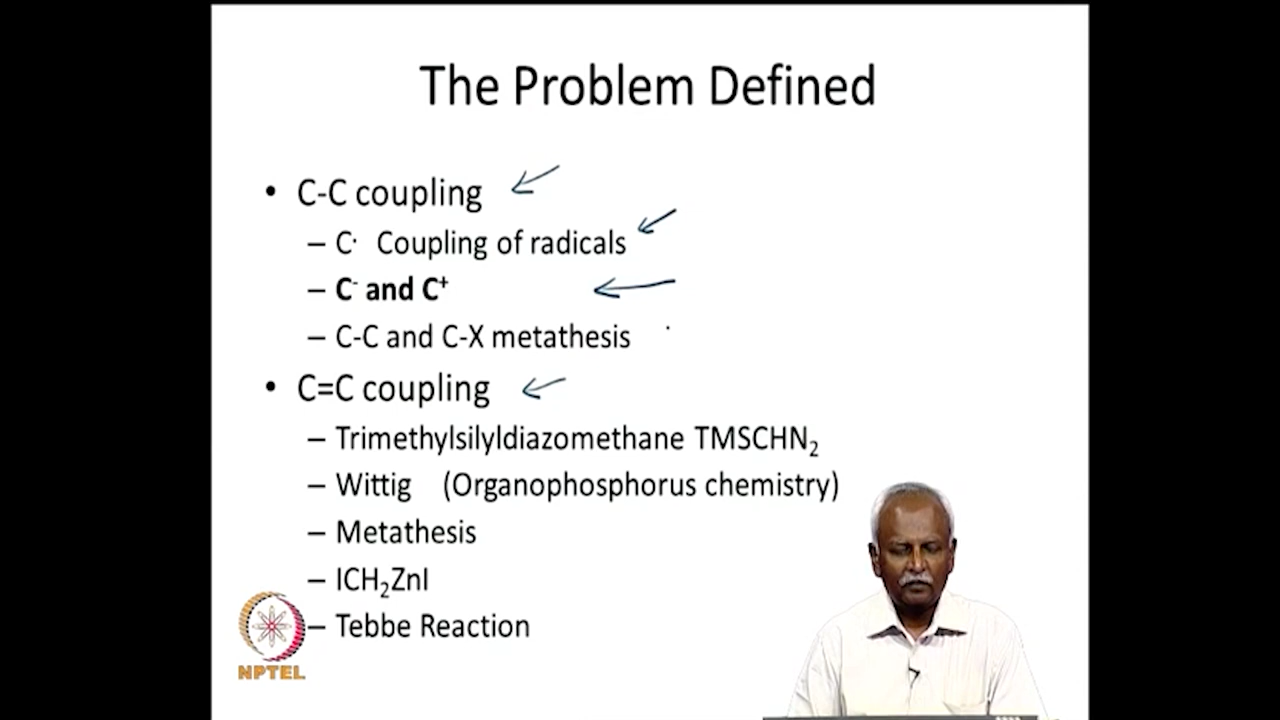 The Problem Defined
• C-C coupling
– C· Coupling of radicals
– C⁻ and C⁺
– C-C and C-X metathesis
• C=C coupling
– Trimethylsilyldiazomethane TMSCHN₂
– Wittig (Organophosphorus chemistry)
– Metathesis
– ICH₂ZnI
– Tebbe Reaction
NPTEL